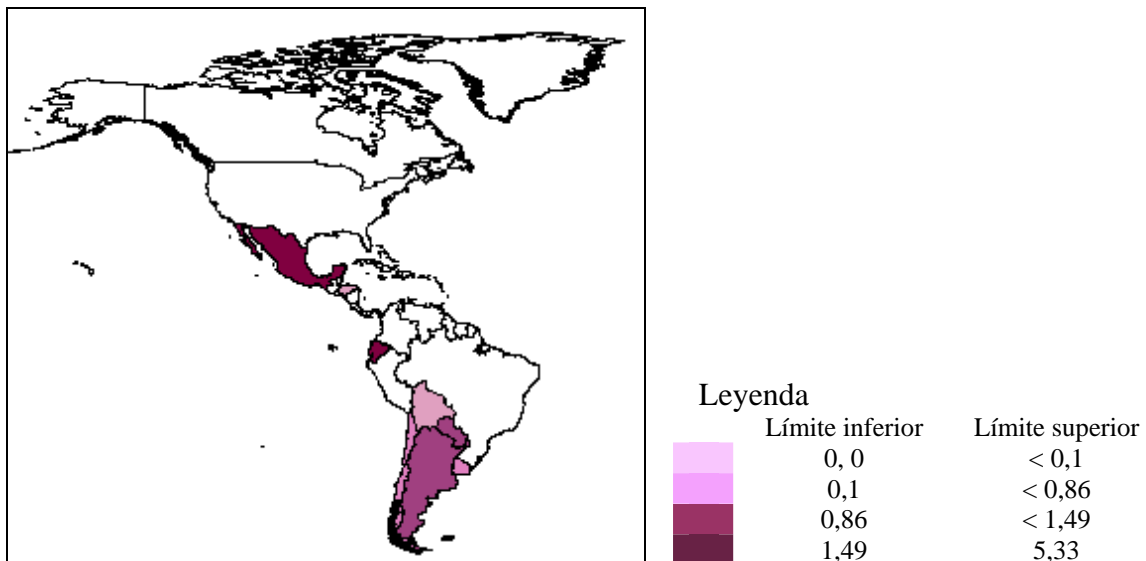 Leyenda
Límite inferior Límite superior
0, 0 < 0,1
0,1 < 0,86
0,86 < 1,49
1,49 5,33